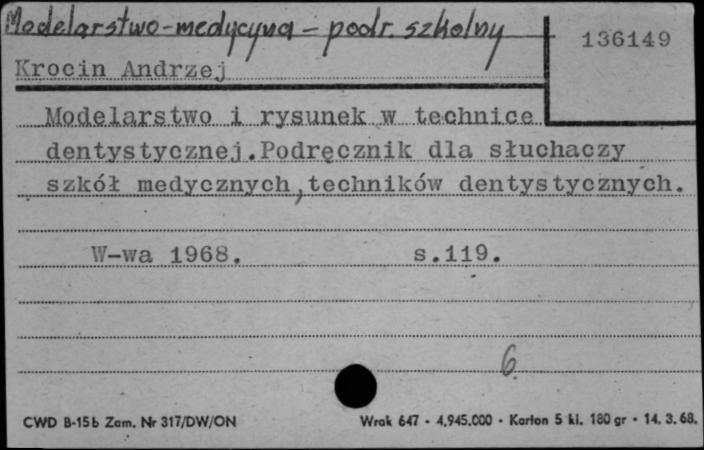 Modelarstwo-medycyna - podr. szkolny
136149
Krocin Andrzej
Modelarstwo i rysunek w technice
dentystycznej.Podręcznik dla słuchaczy
szkół medycznych,techników dentystycznych.
W-wa 1968. s.119.
6
CWD B-15b Zam. Nr 317/DW/ON
Wrak 647 - 4.945.000 - Karton 5 kl. 180 gr - 14. 3. 68.